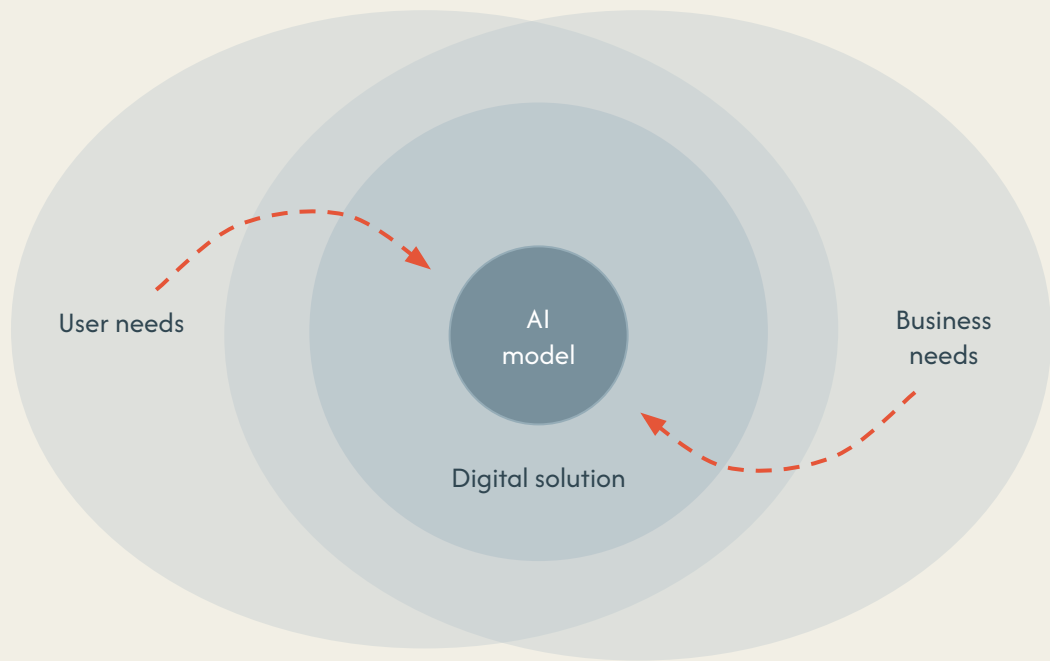 User needs
AI
model
Business
needs
Digital solution